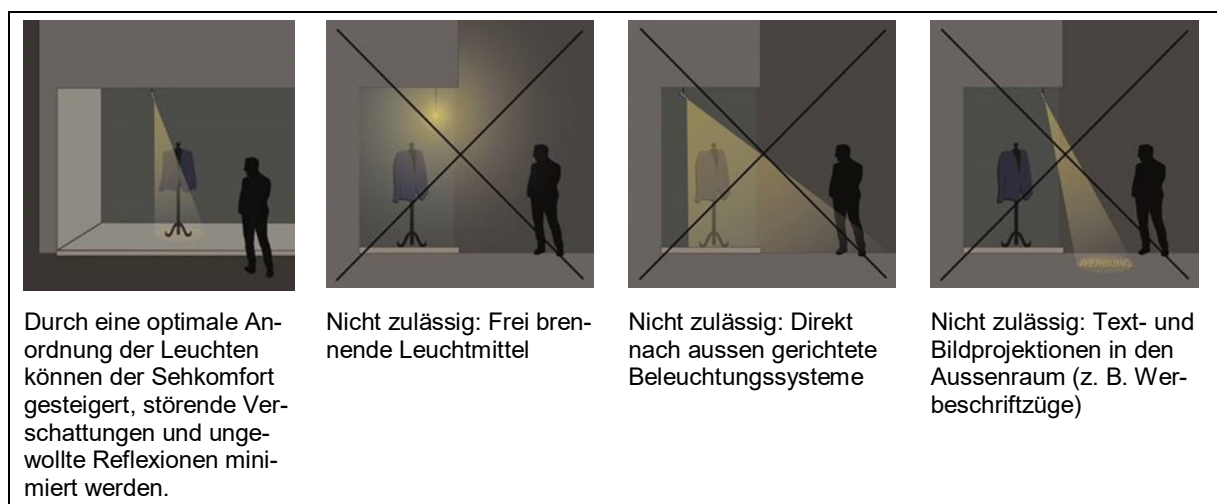 WERBUNG
Durch eine optimale An-
ordnung der Leuchten
können der Sehkomfort
gesteigert, störende Ver-
schattungen und unge-
wollte Reflexionen mini-
miert werden.
Nicht zulässig: Frei bren-
nende Leuchtmittel
Nicht zulässig: Direkt
nach aussen gerichtete
Beleuchtungssysteme
Nicht zulässig: Text- und
Bildprojektionen in den
Aussenraum (z. B. Wer-
beschriftzüge)